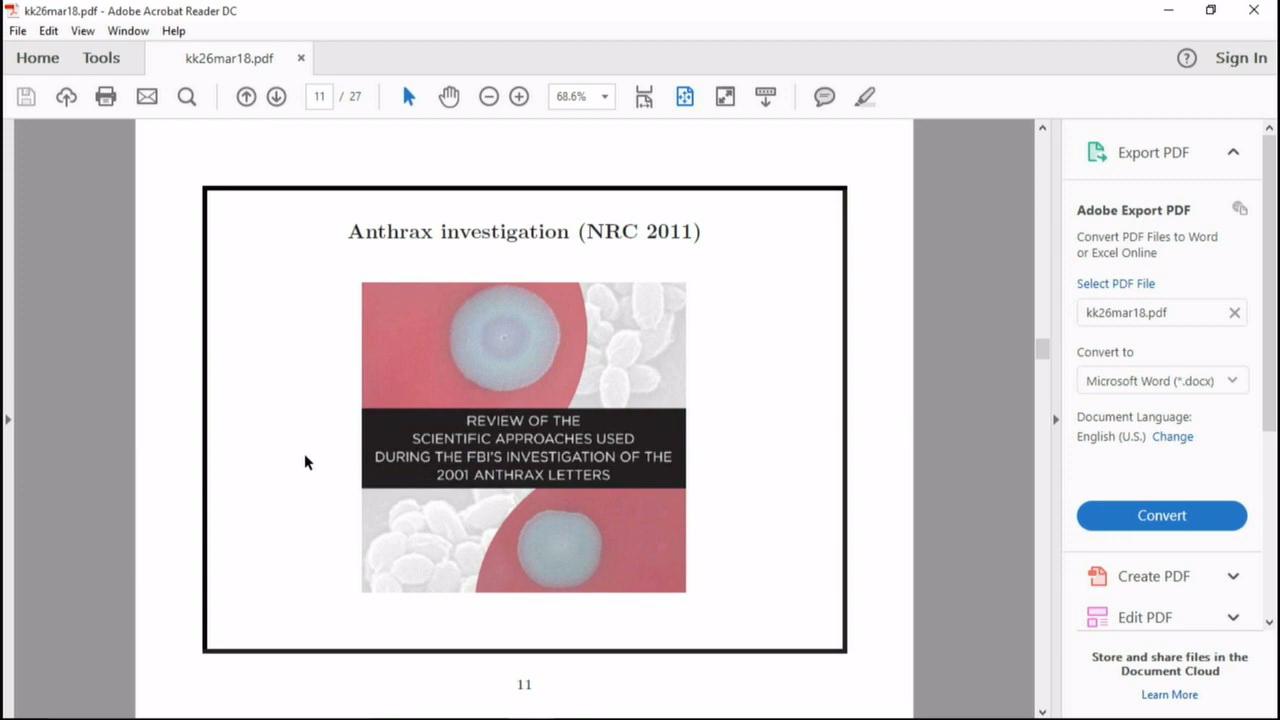 kk26mar18.pdf - Adobe Acrobat Reader DC
File Edit View Window Help
Home Tools kk26mar18.pdf
Sign In
11 / 27
68.6%
Anthrax investigation (NRC 2011)
REVIEW OF THE
SCIENTIFIC APPROACHES USED
DURING THE FBI'S INVESTIGATION OF THE
2001 ANTHRAX LETTERS
11
Export PDF
Adobe Export PDF
Convert PDF Files to Word
or Excel Online
Select PDF File
kk26mar18.pdf
Convert to
Microsoft Word (*.docx)
Document Language:
English (U.S.) Change
Convert
Create PDF
Edit PDF
Store and share files in the
Document Cloud
Learn More